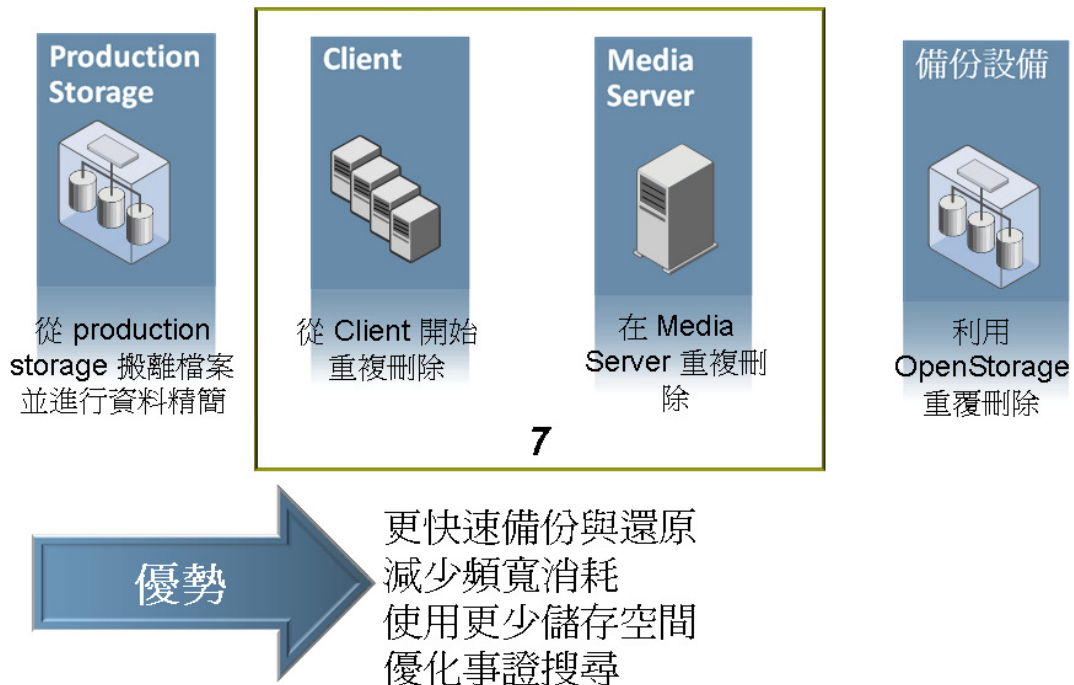 Production
Storage
從 production
storage 搬離檔案
並進行資料精簡
Client
從 Client 開始
重複刪除
Media
Server
在 Media
Server 重複刪
除
7
備份設備
利用
OpenStorage
重覆刪除
優勢
更快速備份與還原
減少頻寬消耗
使用更少儲存空間
優化事證搜尋